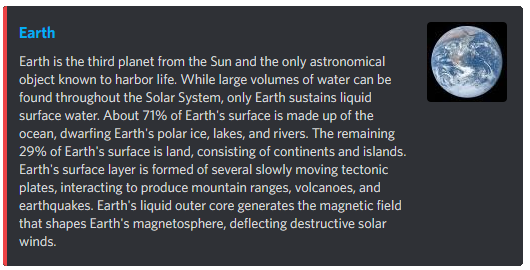 Earth
Earth is the third planet from the Sun and the only astronomical
object known to harbor life. While large volumes of water can be
found throughout the Solar System, only Earth sustains liquid
surface water. About 71% of Earth's surface is made up of the
ocean, dwarfing Earth's polar ice, lakes, and rivers. The remaining
29% of Earth's surface is land, consisting of continents and islands.
Earth's surface layer is formed of several slowly moving tectonic
plates, interacting to produce mountain ranges, volcanoes, and
earthquakes. Earth's liquid outer core generates the magnetic field
that shapes Earth's magnetosphere, deflecting destructive solar
winds.